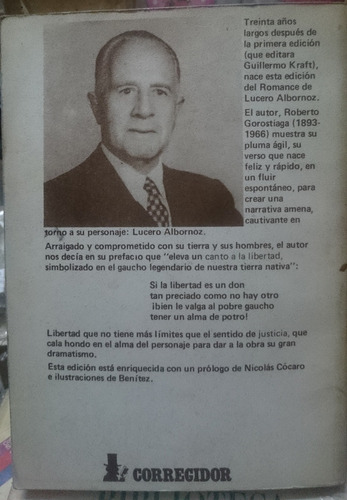 Treinta años
largos después de
la primera edición
(que editara
Guillermo Kraft),
nace esta edición
del Romance de
Lucero Albornoz.
El autor, Roberto
Gorostiaga (1893-
1966) muestra su
pluma ágil, su
verso que nace
feliz y rápido, en
un fluir
espontáneo, para
crear una
narrativa amena,
cautivante en
torno a su personaje: Lucero Albornoz.
Arraigado y comprometido con su tierra y sus hombres, el autor
nos decía en su prefacio que "eleva un canto a la libertad,
simbolizado en el gaucho legendario de nuestra tierra nativa":
Si la libertad es un don
tan preciado como no hay otro
¡bien le valga al pobre gaucho
tener un alma de potro!
Libertad que no tiene más límites que el sentido de justicia, que
cala hondo en el alma del personaje para dar a la obra su gran
dramatismo.
Esta edición está enriquecida con un prólogo de Nicolás Cócaro
e ilustraciones de Benítez.
CORREGIDOR